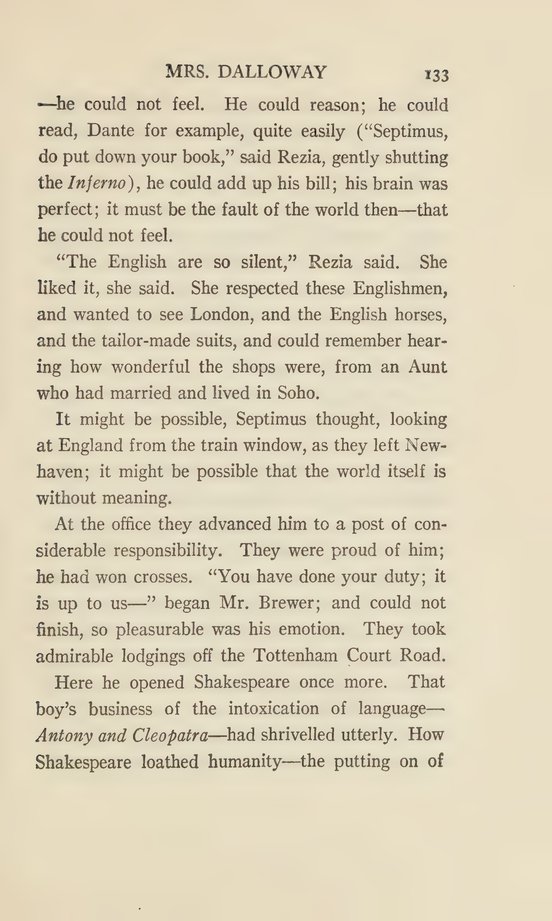 MRS. DALLOWAY 133
—he could not feel. He could reason; he could
read, Dante for example, quite easily (“Septimus,
do put down your book,” said Rezia, gently shutting
the Inferno), he could add up his bill; his brain was
perfect; it must be the fault of the world then—that
he could not feel.
“The English are so silent,” Rezia said. She
liked it, she said. She respected these Englishmen,
and wanted to see London, and the English horses,
and the tailor-made suits, and could remember hear-
ing how wonderful the shops were, from an Aunt
who had married and lived in Soho.
It might be possible, Septimus thought, looking
at England from the train window, as they left New-
haven; it might be possible that the world itself is
without meaning.
At the office they advanced him to a post of con-
siderable responsibility. They were proud of him;
he had won crosses. “You have done your duty; it
is up to us—” began Mr. Brewer; and could not
finish, so pleasurable was his emotion. They took
admirable lodgings off the Tottenham Court Road.
Here he opened Shakespeare once more. That
boy’s business of the intoxication of language—
Antony and Cleopatra—had shrivelled utterly. How
Shakespeare loathed humanity—the putting on of